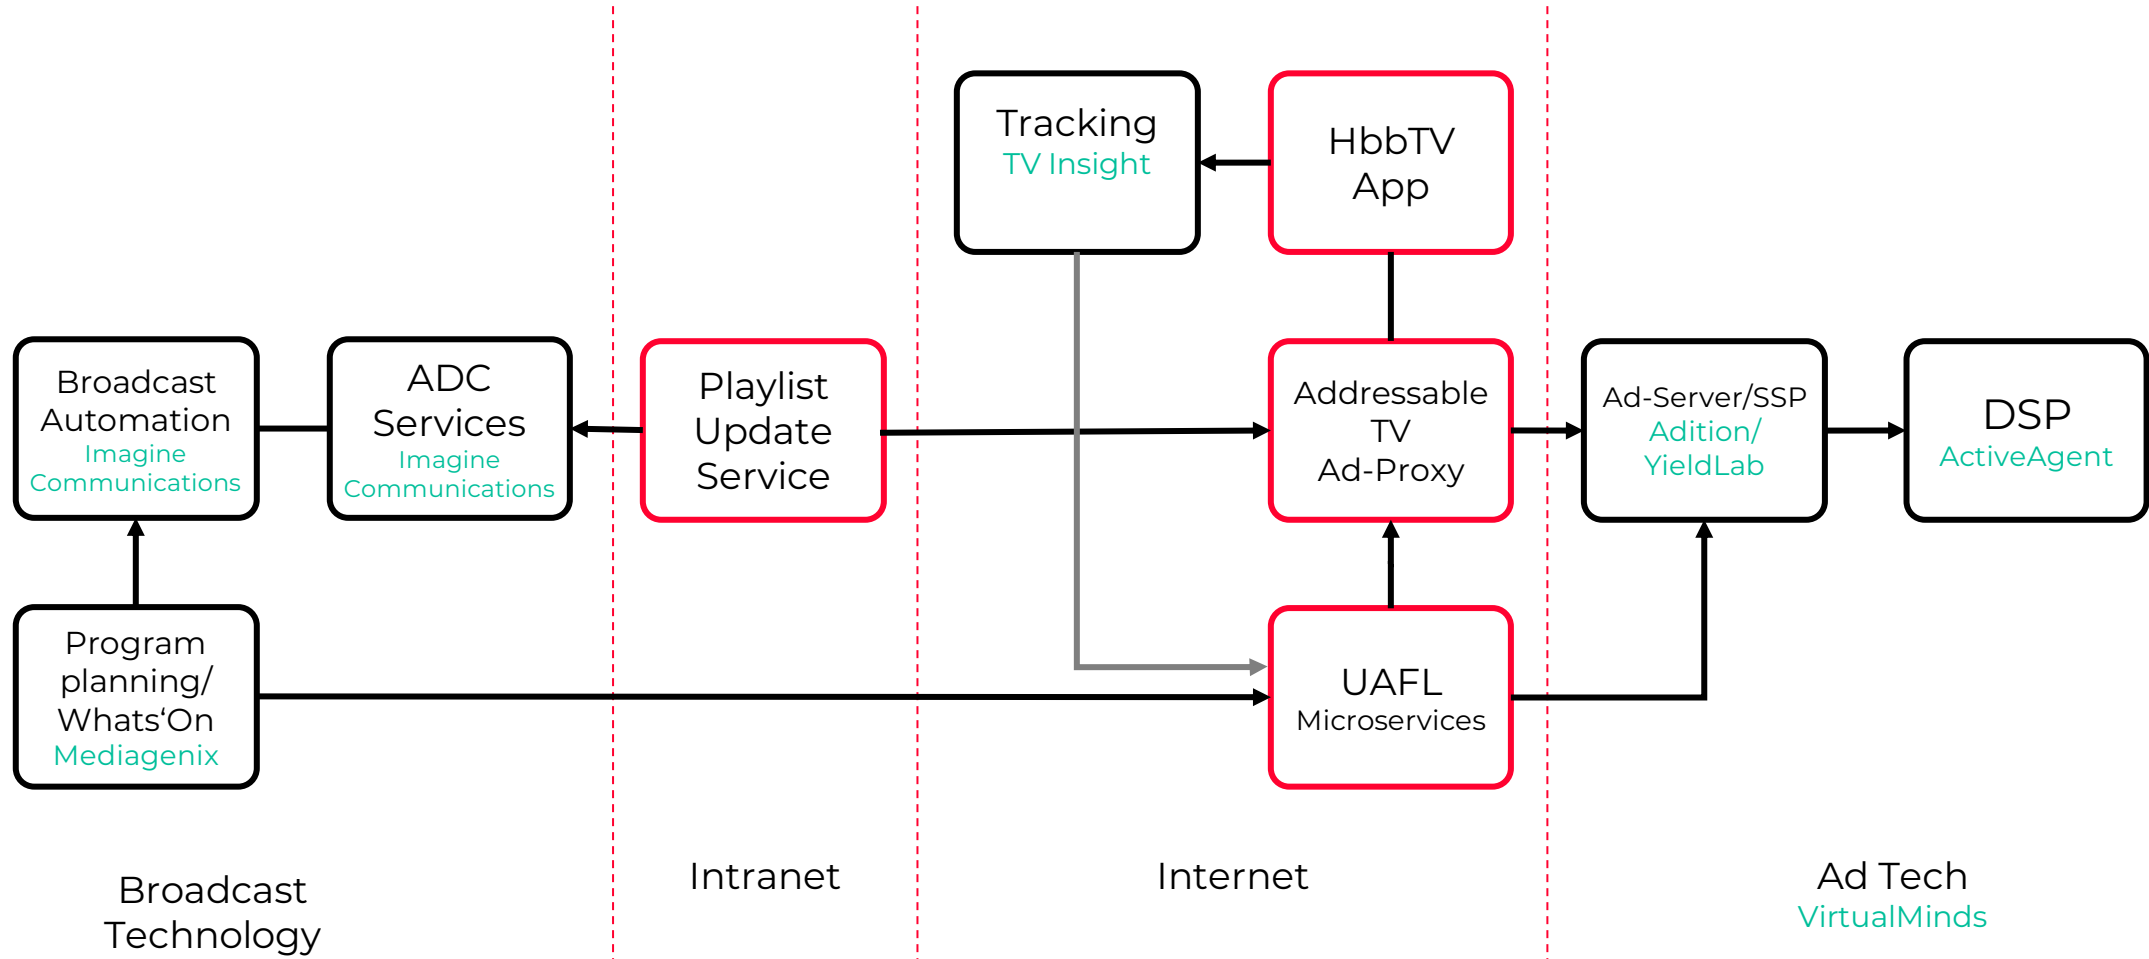 Tracking
TV Insight
HbbTV
App
Broadcast
Automation
Imagine
Communications
ADC
Services
Imagine
Communications
Playlist
Update
Service
Addressable
TV
Ad-Proxy
Ad-Server/SSP
Adition/
YieldLab
DSP
ActiveAgent
Program
planning/
Whats‘On
Mediagenix
UAFL
Microservices
Broadcast
Technology
Intranet
Internet
Ad Tech
VirtualMinds